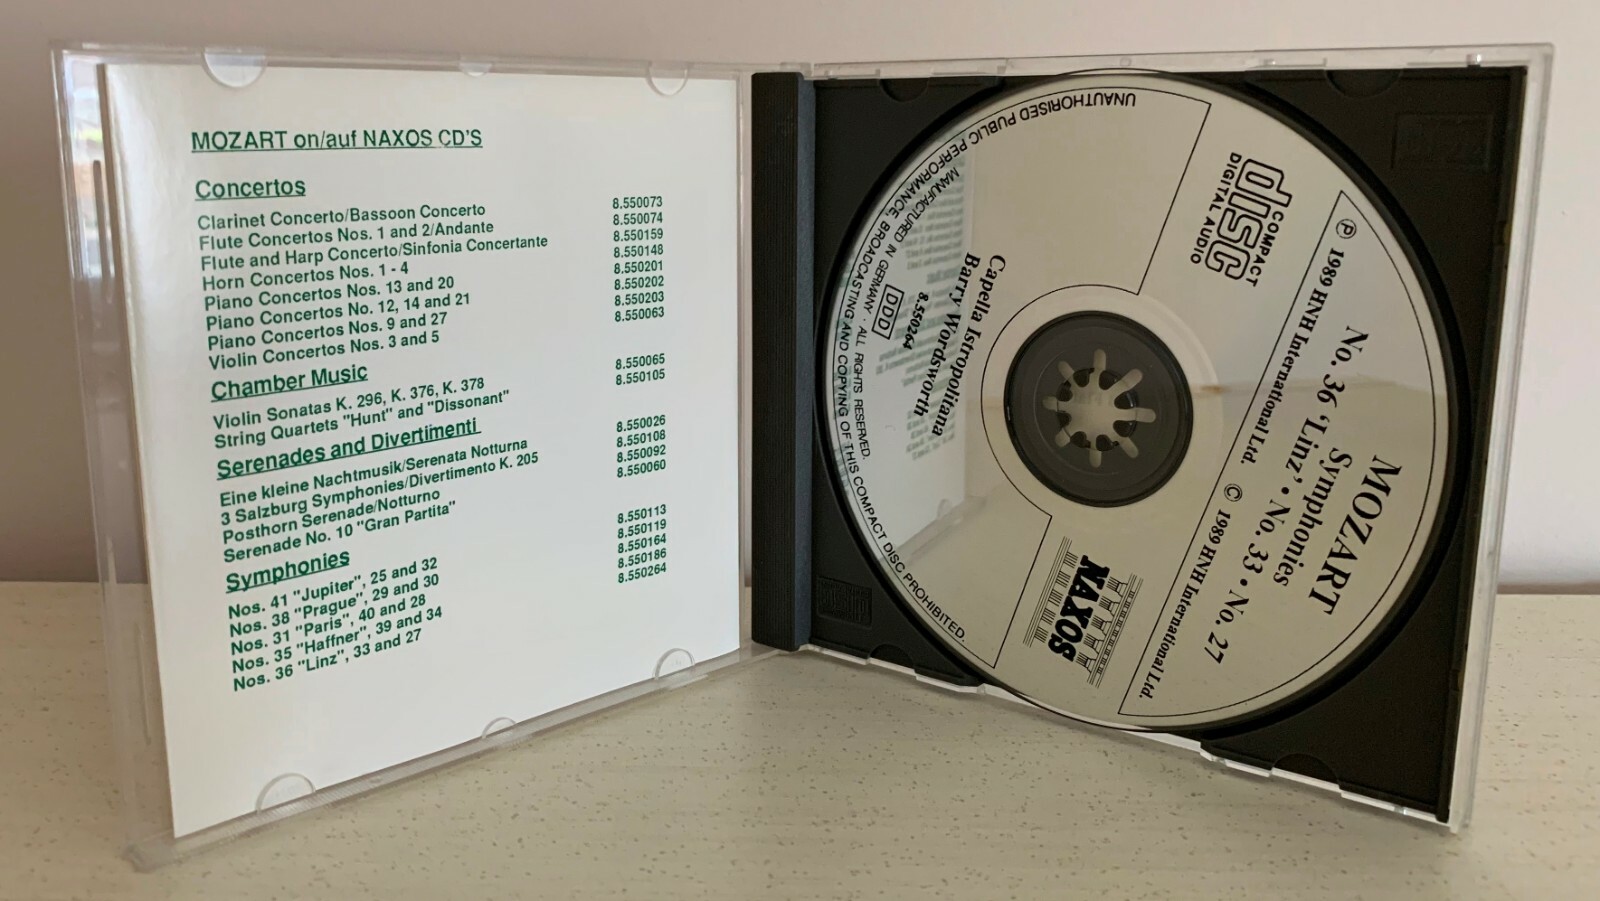 MOZART on/auf NAXOS CD'S
Concertos
Clarinet Concerto/Bassoon Concerto 8.550073
Flute Concertos Nos. 1 and 2/Andante 8.550074
Flute and Harp Concerto/Sinfonia Concertante 8.550159
Horn Concertos Nos. 1 - 4 8.550148
Piano Concertos Nos. 13 and 20 8.550201
Piano Concertos No. 12, 14 and 21 8.550202
Piano Concertos Nos. 9 and 27 8.550203
Violin Concertos Nos. 3 and 5 8.550063
Chamber Music
Violin Sonatas K. 296, K. 376, K. 378 8.550065
String Quartets "Hunt" and "Dissonant" 8.550105
Serenades and Divertimenti
Eine kleine Nachtmusik/Serenata Notturna 8.550026
3 Salzburg Symphonies/Divertimento K. 205 8.550108
Posthorn Serenade/Notturno 8.550092
Serenade No. 10 "Gran Partita" 8.550060
Symphonies
Nos. 41 "Jupiter", 25 and 32 8.550113
Nos. 38 "Prague", 29 and 30 8.550119
Nos. 31 "Paris", 40 and 28 8.550164
Nos. 35 "Haffner", 39 and 34 8.550186
Nos. 36 "Linz", 33 and 27 8.550264
MOZART
Symphonies
No. 36 'Linz' • No. 33 • No. 27
℗ 1989 HNH International Ltd. © 1989 HNH International Ltd.
COMPACT
disc
DIGITAL AUDIO
NAXOS
Capella Istropolitana
Barry Wordsworth
8.550264
DDD
MANUFACTURED IN GERMANY · ALL RIGHTS RESERVED.
UNAUTHORISED PUBLIC PERFORMANCE, BROADCASTING AND COPYING OF THIS COMPACT DISC PROHIBITED.